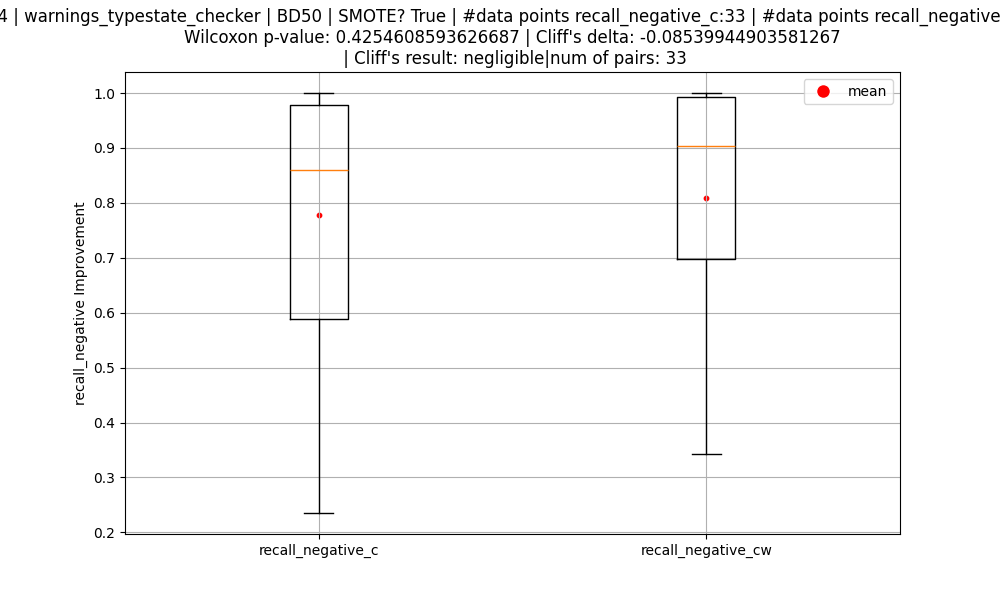 4 | warnings_typestate_checker | BD50 | SMOTE? True | #data points recall_negative_c:33 | #data points recall_negative
Wilcoxon p-value: 0.4254608593626687 | Cliff's delta: -0.08539944903581267
| Cliff's result: negligible|num of pairs: 33
mean
1.0
0.9
0.8
0.7
0.6
0.5
0.4
0.3
0.2
recall_negative Improvement
recall_negative_c
recall_negative_cw